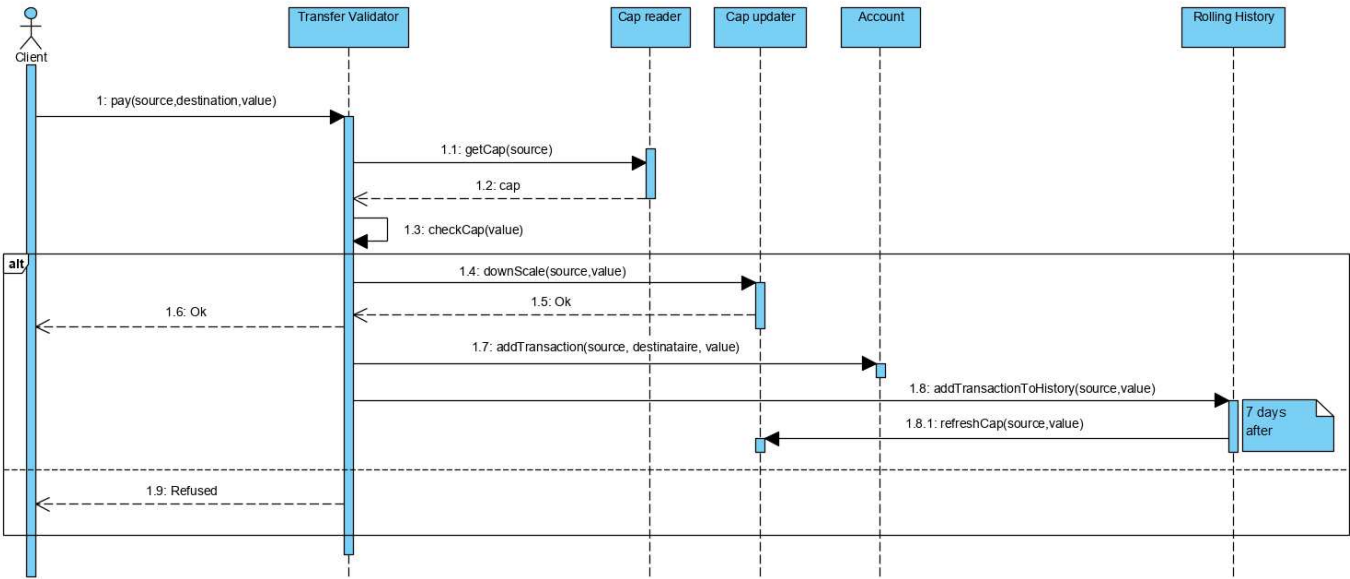 Client
Transfer Validator
Cap reader
Cap updater
Account
Rolling History
1: pay(source,destination,value)
1.1: getCap(source)
1.2: cap
1.3: checkCap(value)
alt
1.4: downScale(source,value)
1.5: Ok
1.6: Ok
1.7: addTransaction(source, destinataire, value)
1.8: addTransactionToHistory(source,value)
7 days
after
1.8.1: refreshCap(source,value)
1.9: Refused